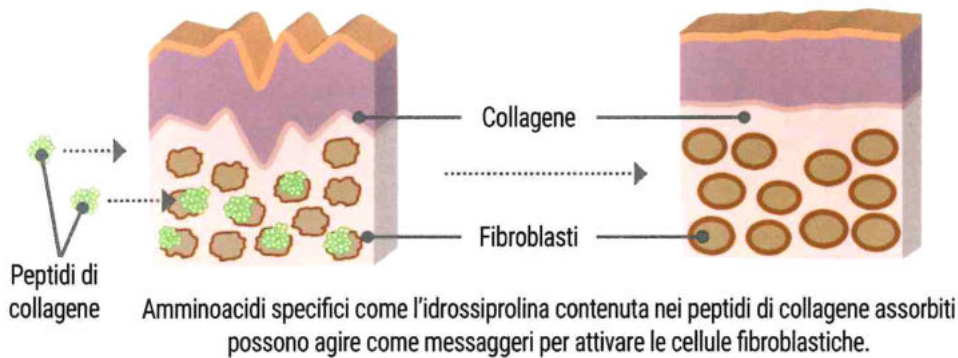 Collagene
Fibroblasti
Peptidi di
collagene
Amminoacidi specifici come l'idrossiprolina contenuta nei peptidi di collagene assorbiti
possono agire come messaggeri per attivare le cellule fibroblastiche.